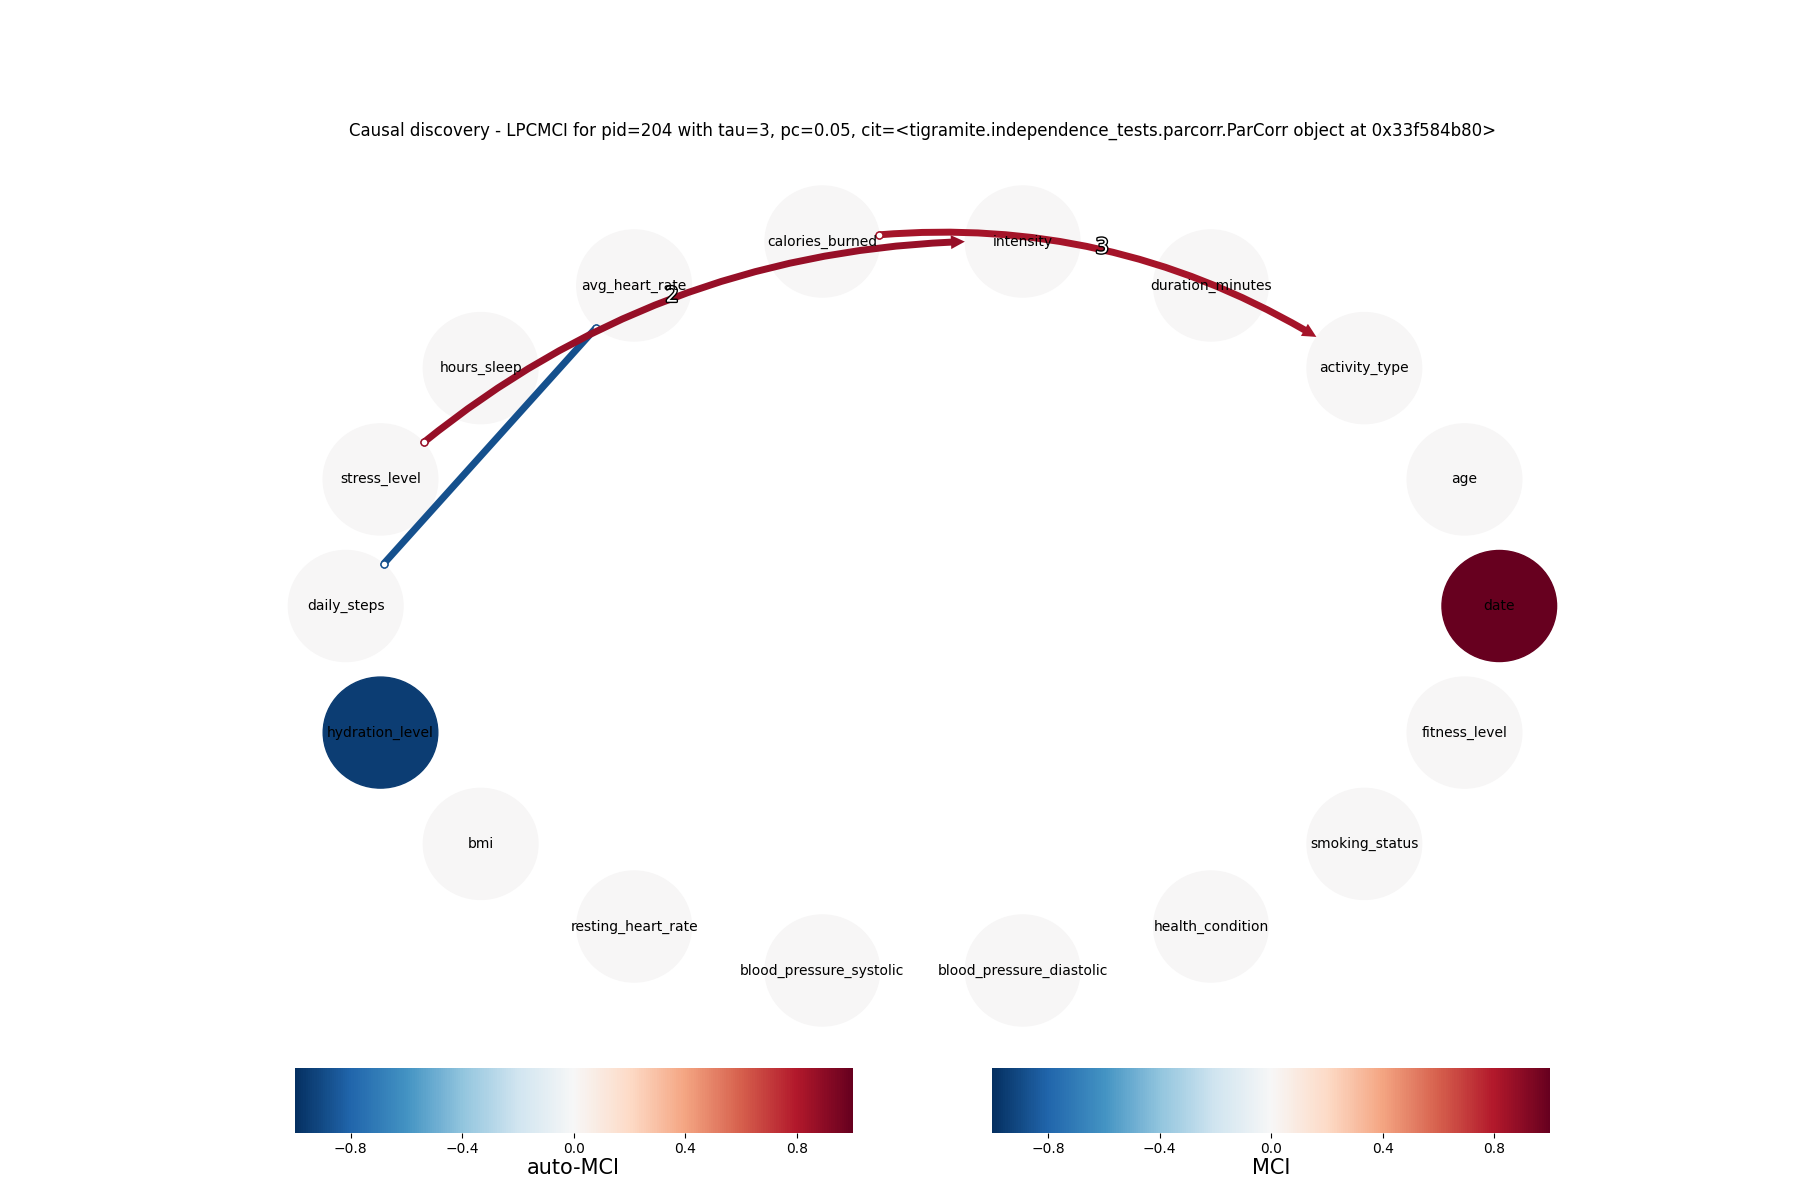 Causal discovery - LPCMCI for pid=204 with tau=3, pc=0.05, cit=<tigramite.independence_tests.parcorr.ParCorr object at 0x33f584b80>
calories_burned
intensity
3
avg_heart_rate
2
duration_minutes
hours_sleep
activity_type
stress_level
age
daily_steps
date
hydration_level
fitness_level
bmi
smoking_status
resting_heart_rate
health_condition
blood_pressure_systolic
blood_pressure_diastolic
−0.8 −0.4 0.0 0.4 0.8
auto-MCI
−0.8 −0.4 0.0 0.4 0.8
MCI